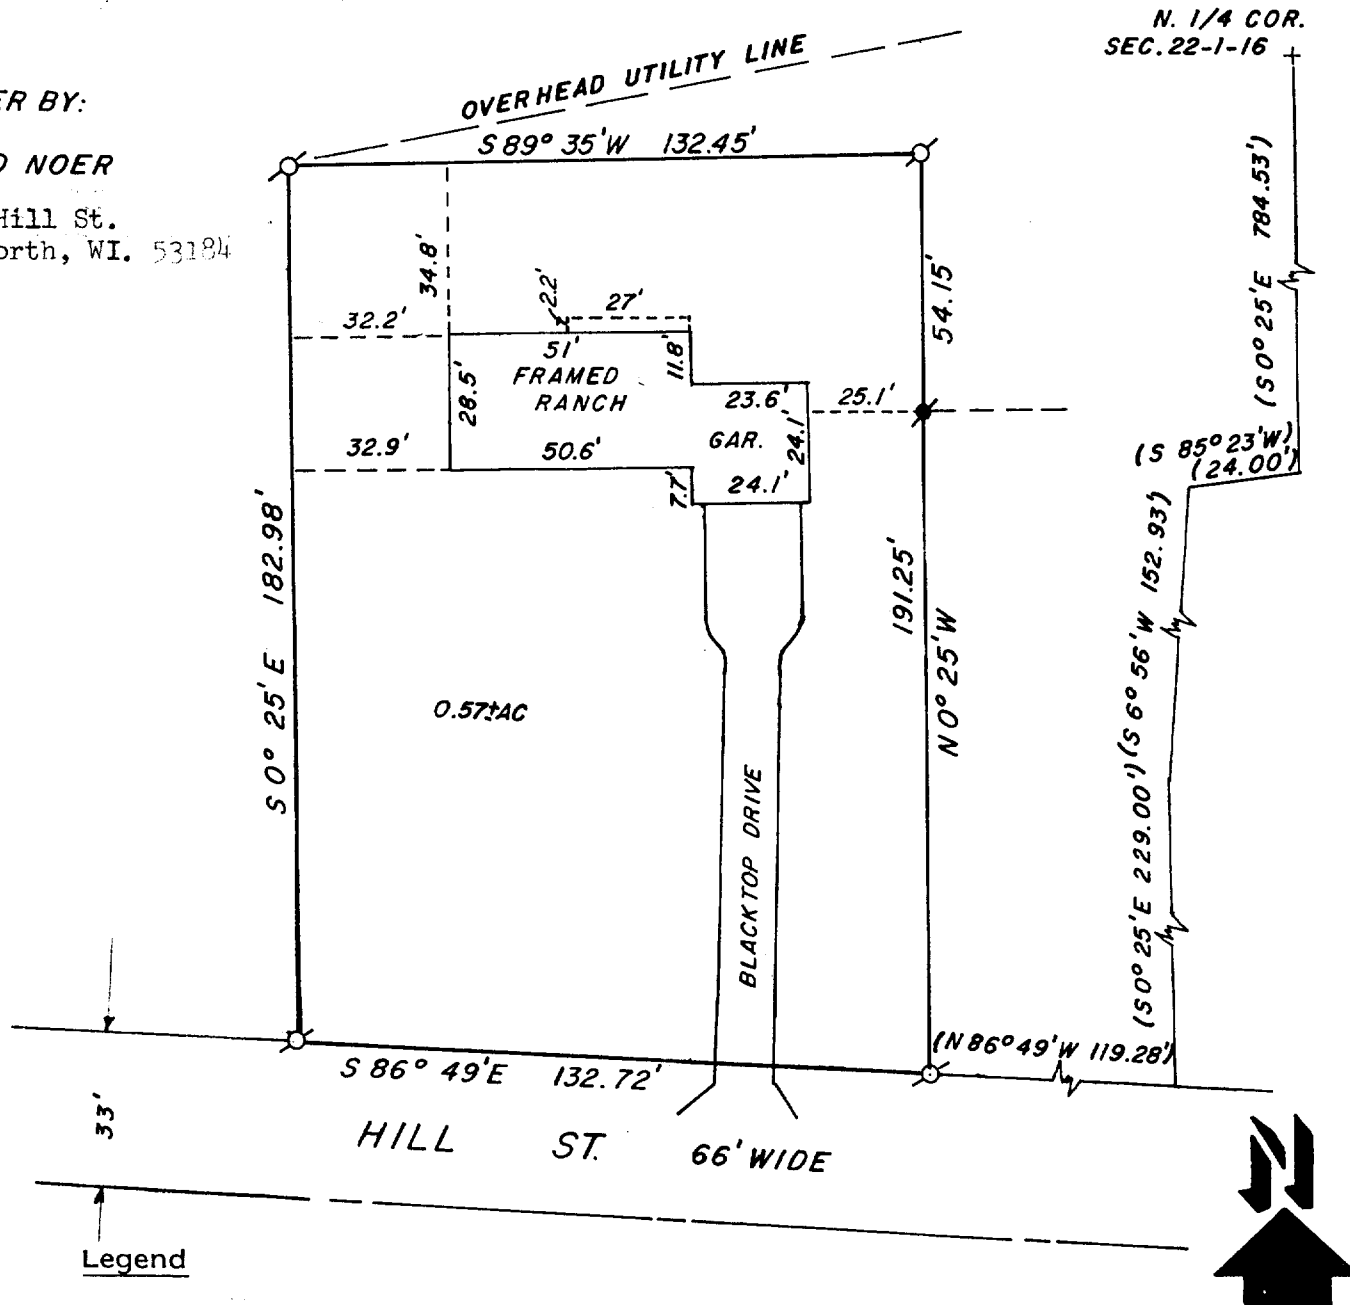 N. 1/4 COR.
SEC. 22-1-16
ER BY:
D NOER
Hill St.
orth, WI. 53184
OVERHEAD UTILITY LINE
S 89° 35'W 132.45'
34.8'
2.2'
27'
32.2'
51'
11.8'
FRAMED
RANCH
28.5'
23.6'
25.1'
54.15'
GAR.
24.1'
32.9'
50.6'
7.7'
24.1'
(S 0° 25'E 784.53')
(S 85° 23'W)
(24.00')
S 0° 25' E 182.98'
191.25'
N 0° 25'W
(S 6° 56'W 152.93')
(S 0° 25'E 229.00')
0.57±AC
BLACKTOP DRIVE
(N 86° 49'W 119.28')
S 86° 49'E 132.72'
33'
HILL ST. 66' WIDE
N
Legend